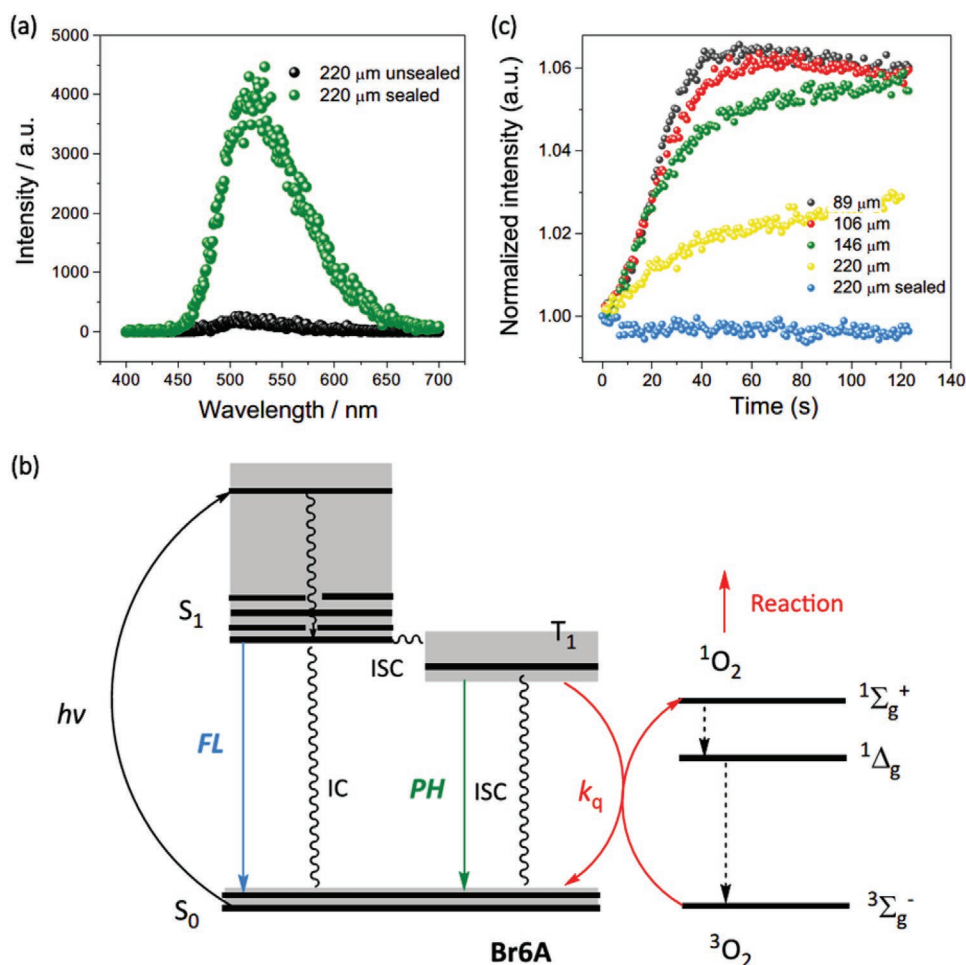 (a)
5000
4000
3000
2000
1000
0
Intensity / a.u.
220 μm unsealed
220 μm sealed
400 450 500 550 600 650 700
Wavelength / nm
(c)
1.06
1.04
1.02
1.00
Normalized intensity (a.u.)
89 μm
106 μm
146 μm
220 μm
220 μm sealed
0 20 40 60 80 100 120 140
Time (s)
(b)
S₁
T₁
ISC
hν
FL
IC
PH
ISC
k_q
S₀
Br6A
Reaction
¹O₂
¹Σg⁺
¹Δg
³Σg⁻
³O₂